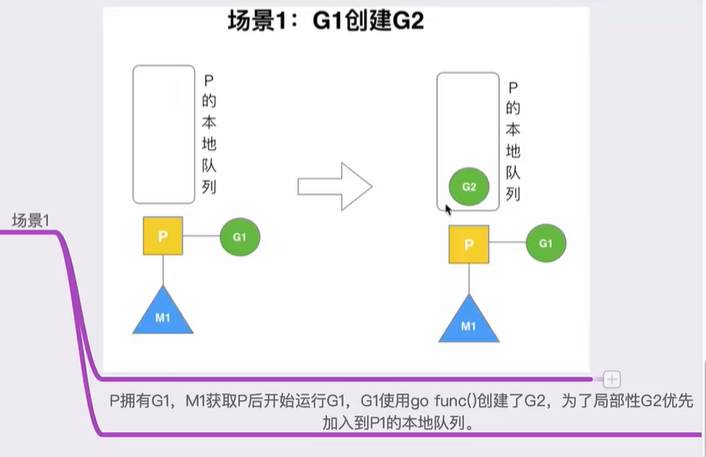 场景1：G1创建G2
P的本地队列
P的本地队列
G2
场景1
P
G1
P
G1
M1
M1
P拥有G1，M1获取P后开始运行G1，G1使用go func()创建了G2，为了局部性G2优先
加入到P1的本地队列。